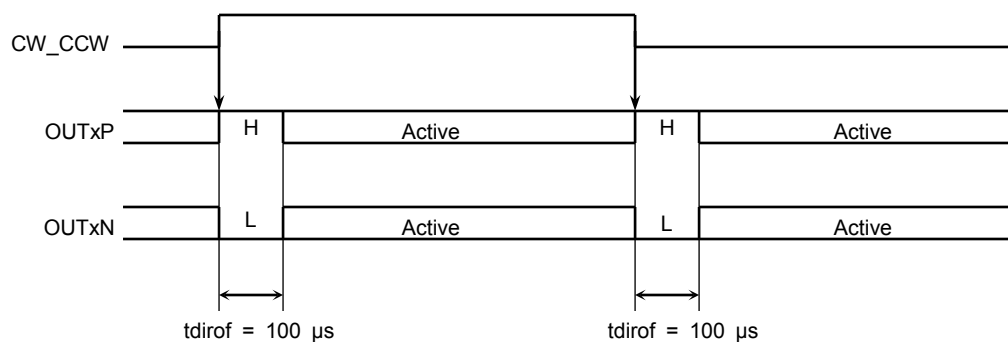 CW_CCW
OUTxP H Active H Active
OUTxN L Active L Active
tdirof = 100 µs tdirof = 100 µs